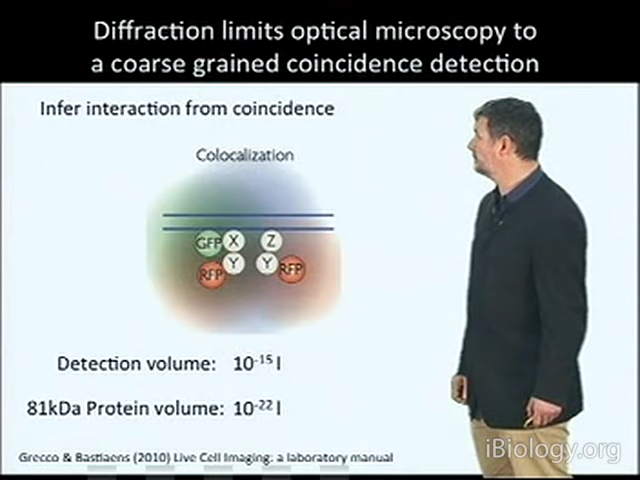 Diffraction limits optical microscopy to
a coarse grained coincidence detection
Infer interaction from coincidence
Colocalization
GFP X Z
RFP Y Y RFP
Detection volume: 10⁻¹⁵ l
81kDa Protein volume: 10⁻²² l
Grecco & Bastiaens (2010) Live Cell Imaging: a laboratory manual
iBiology.org